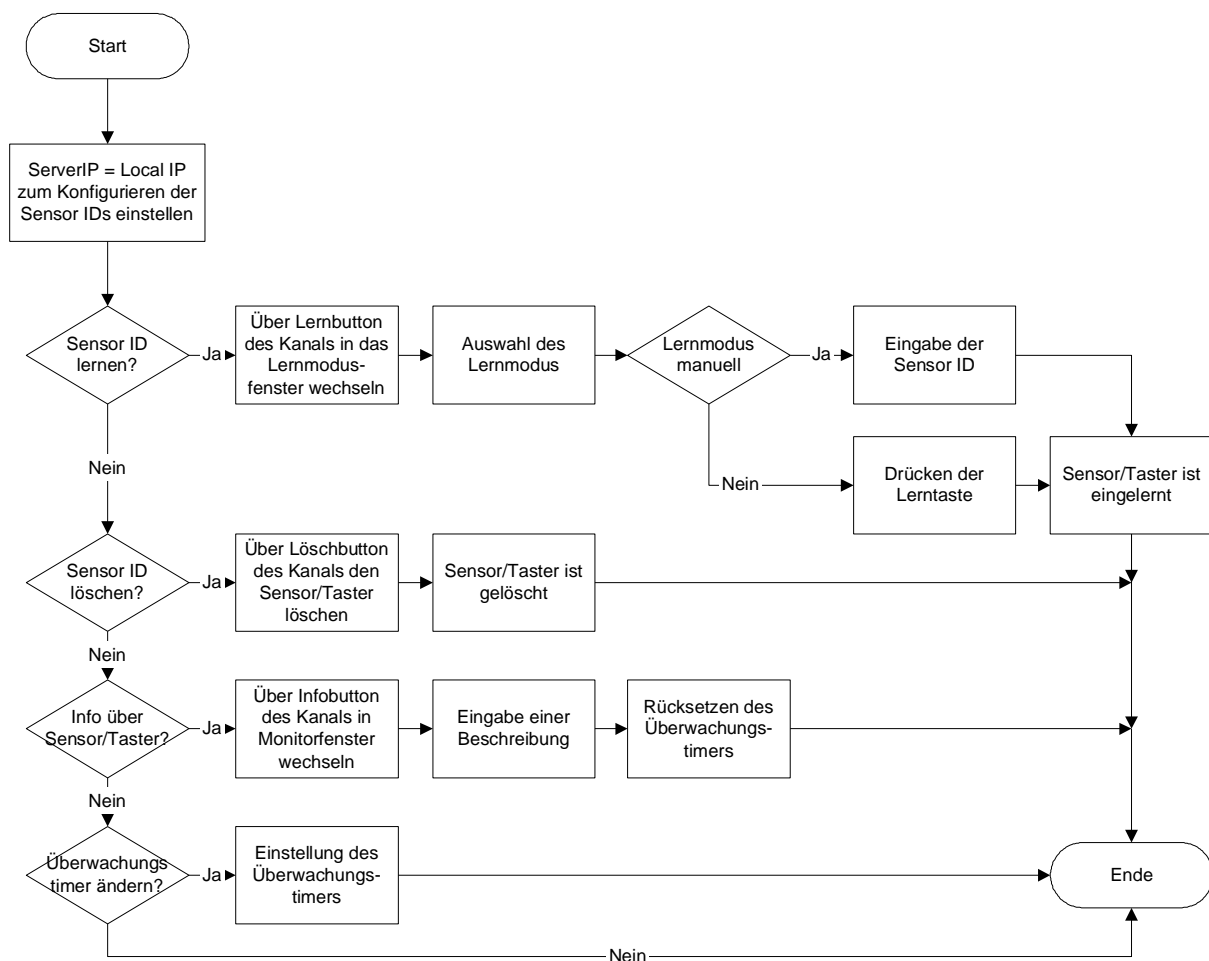 Start
ServerIP = Local IP
zum Konfigurieren der
Sensor IDs einstellen
Sensor ID
lernen?
Ja
Über Lernbutton
des Kanals in das
Lernmodus-
fenster wechseln
Auswahl des
Lernmodus
Lernmodus
manuell
Ja
Eingabe der
Sensor ID
Nein
Nein
Drücken der
Lerntaste
Sensor/Taster ist
eingelernt
Sensor ID
löschen?
Ja
Über Löschbutton
des Kanals den
Sensor/Taster
löschen
Sensor/Taster ist
gelöscht
Nein
Info über
Sensor/Taster?
Ja
Über Infobutton
des Kanals in
Monitorfenster
wechseln
Eingabe einer
Beschreibung
Rücksetzen des
Überwachungs-
timers
Nein
Überwachungs
timer ändern?
Ja
Einstellung des
Überwachungs-
timers
Ende
Nein